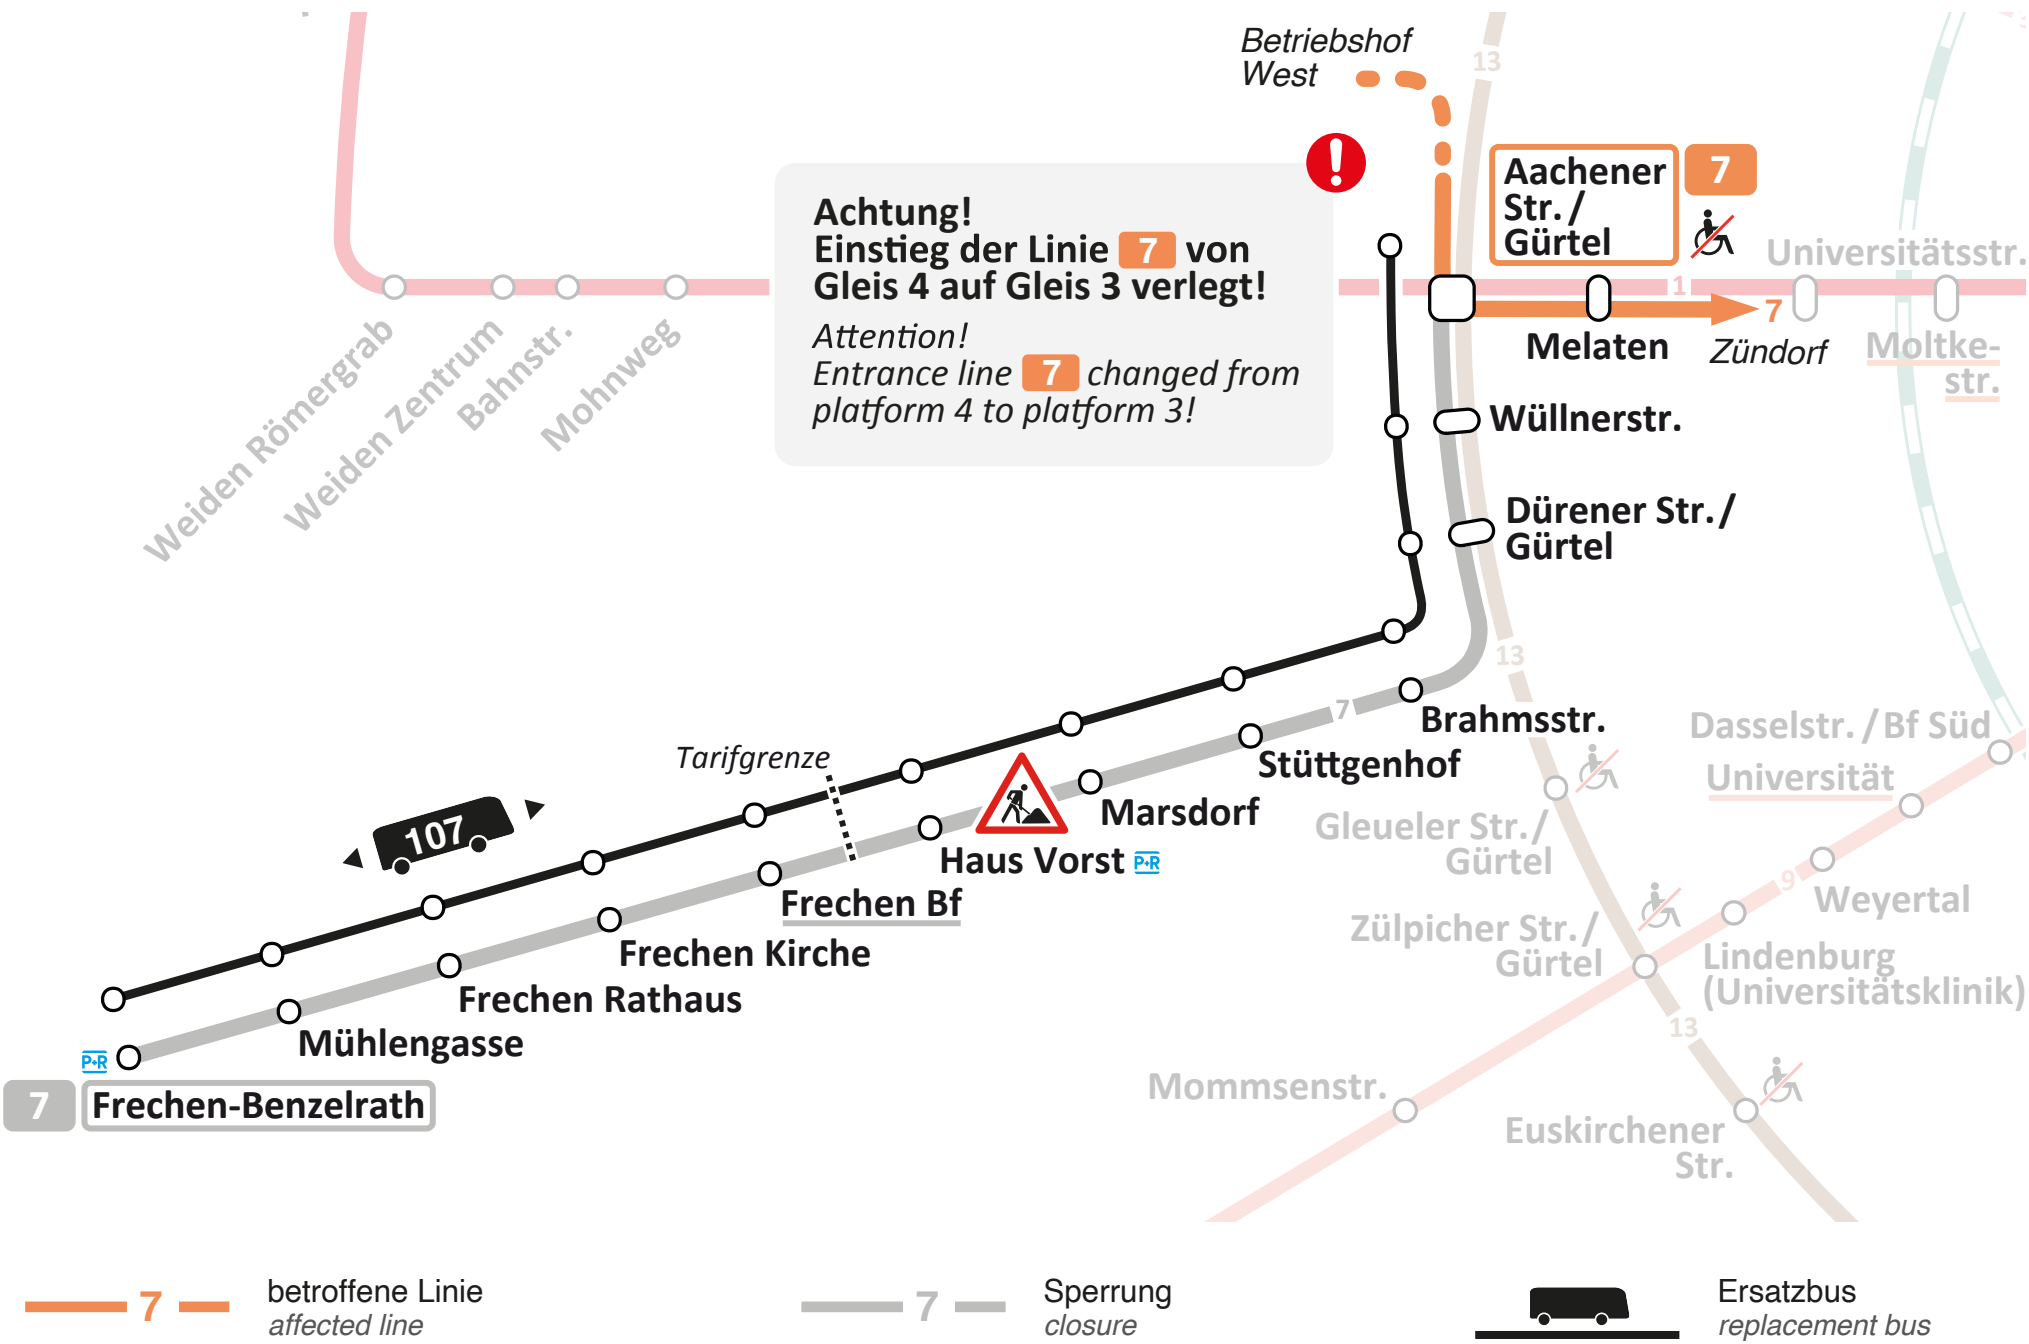 Betriebshof
West
13
Achtung!
Einstieg der Linie 7 von
Gleis 4 auf Gleis 3 verlegt!
Attention!
Entrance line 7 changed from
platform 4 to platform 3!
Aachener
Str./
Gürtel
7
Universitätsstr.
1
7
Melaten
Zündorf
Moltke-
str.
Weiden Römergrab
Weiden Zentrum
Bahnstr.
Mohnweg
Wüllnerstr.
Dürener Str./
Gürtel
13
7
Brahmsstr.
Stüttgenhof
Marsdorf
Haus Vorst P+R
Tarifgrenze
107
Frechen Bf
Frechen Kirche
Frechen Rathaus
Mühlengasse
P+R
7 Frechen-Benzelrath
Dasselstr./Bf Süd
Universität
Gleueler Str./
Gürtel
9
Weyertal
Zülpicher Str./
Gürtel
Lindenburg
(Universitätsklinik)
13
Mommsenstr.
Euskirchener
Str.
7
betroffene Linie
affected line
7
Sperrung
closure
Ersatzbus
replacement bus